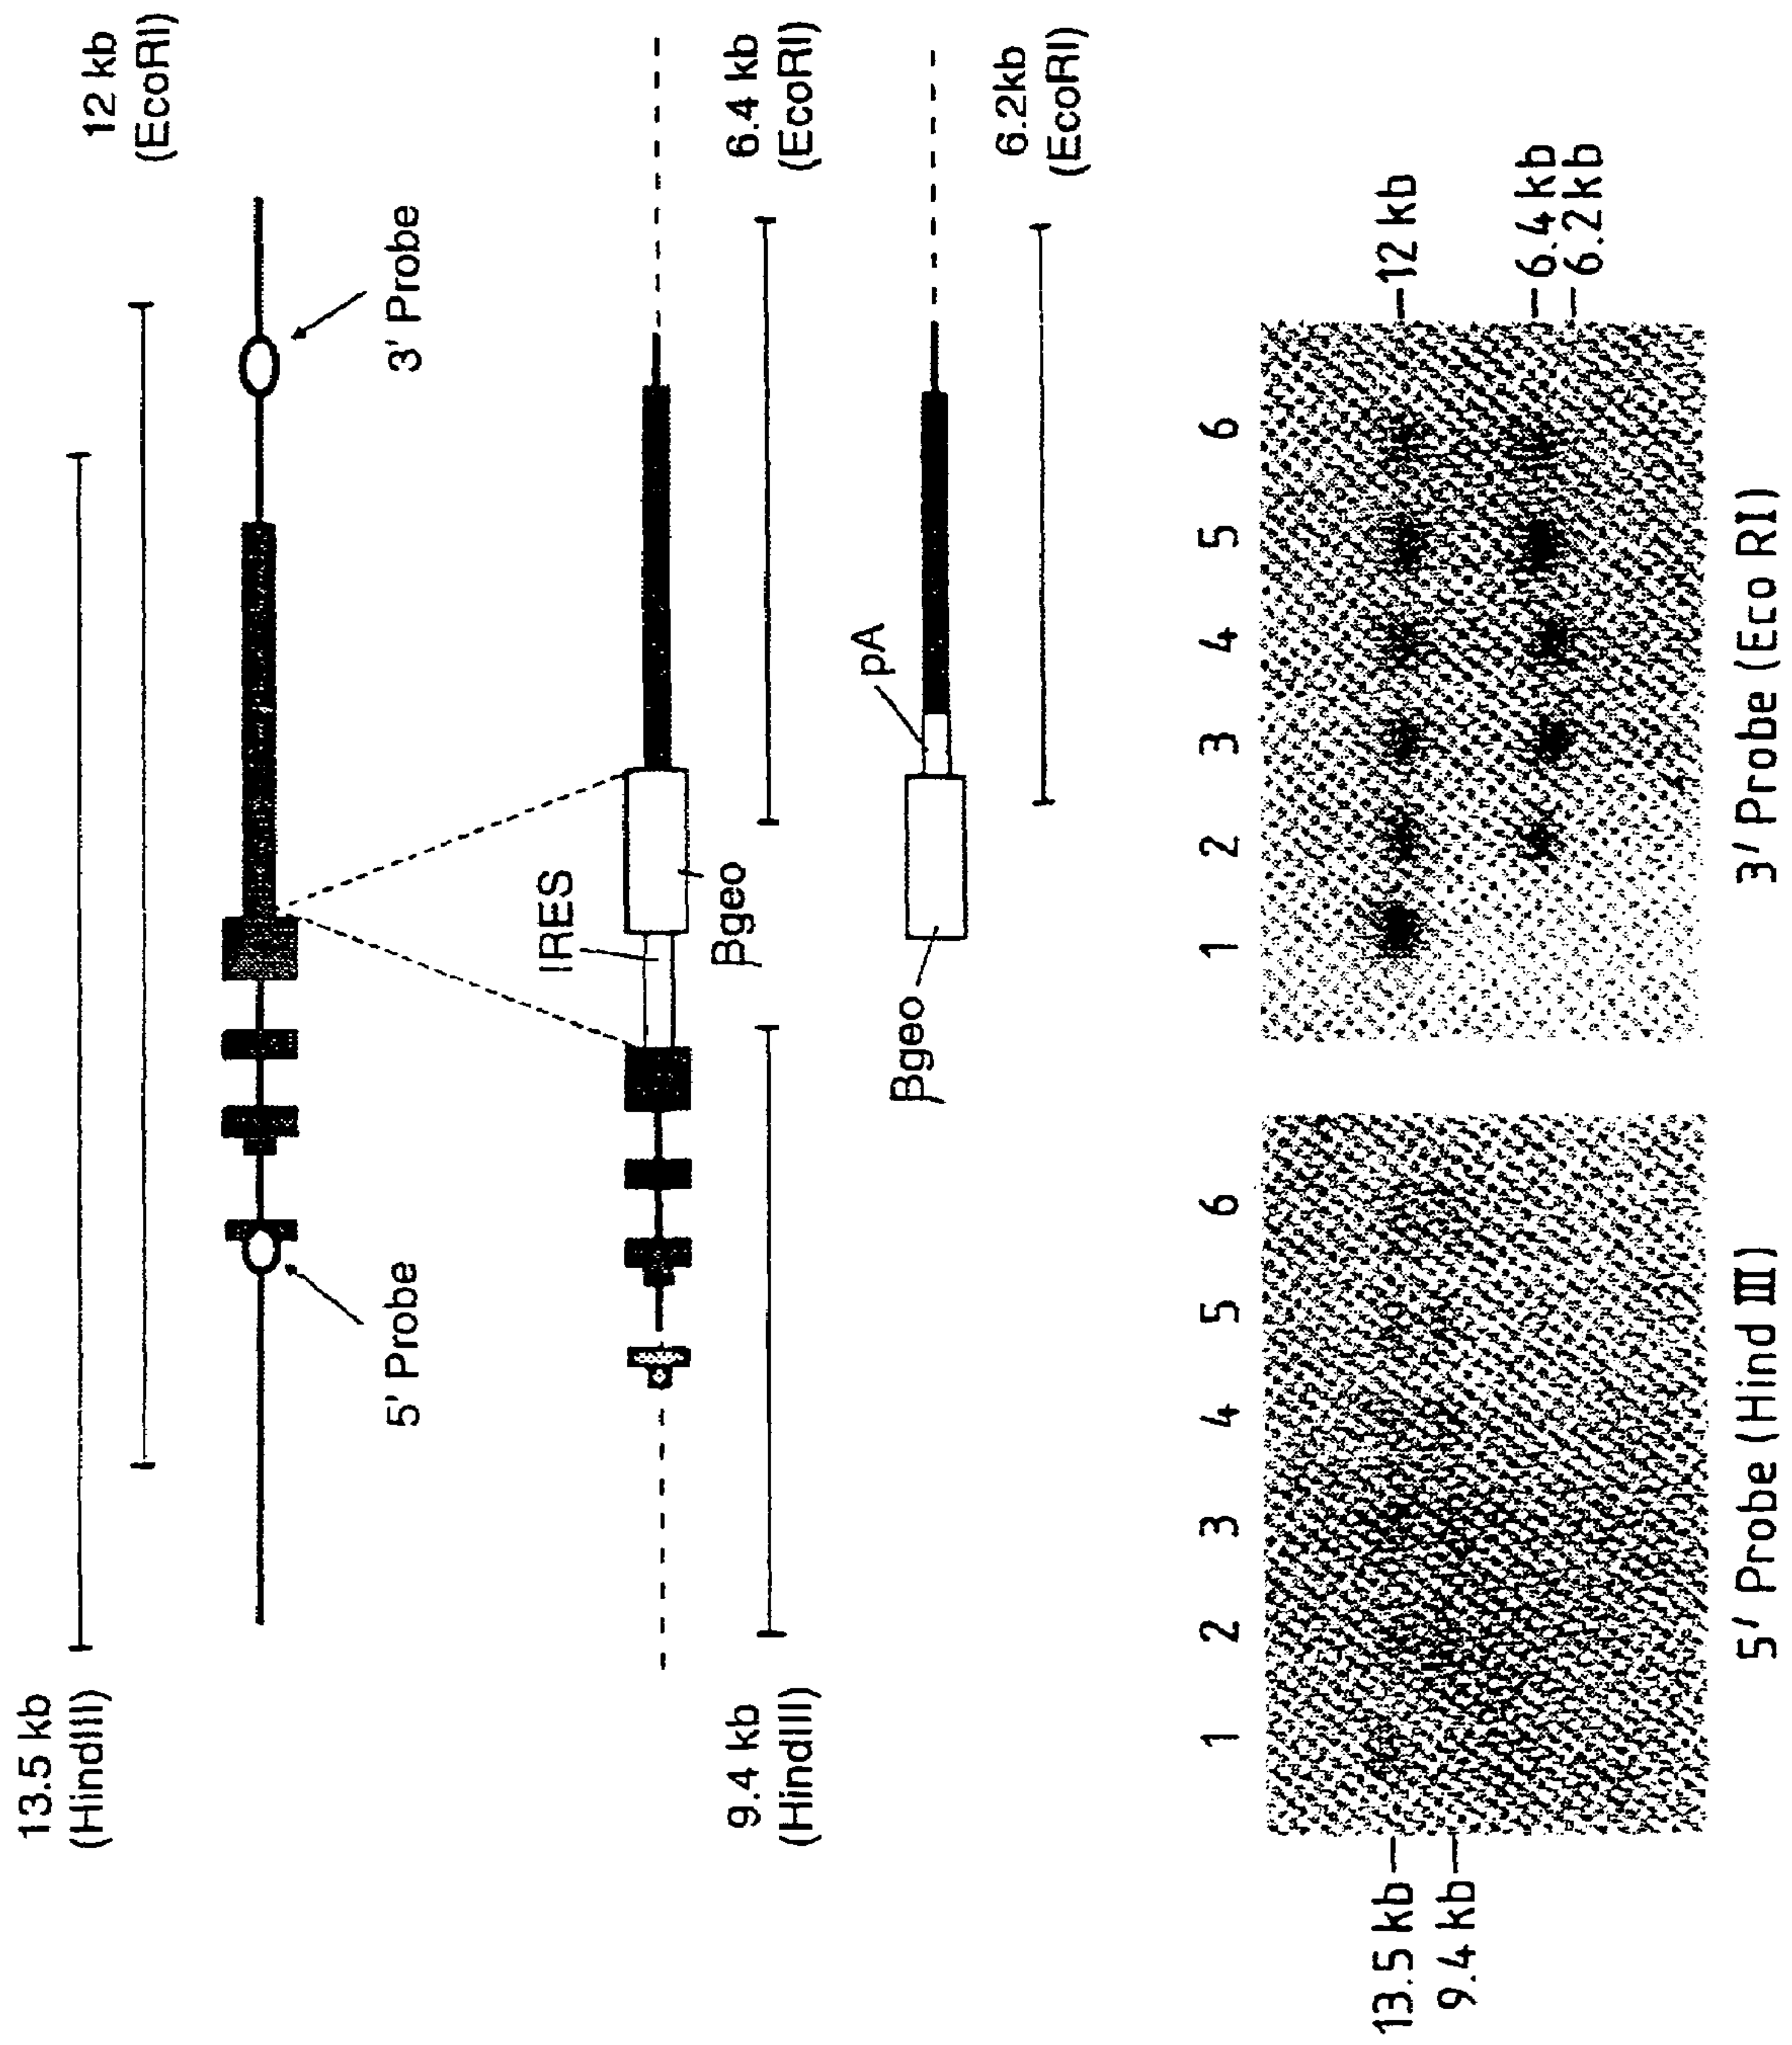 13.5 kb
(HindIII)
12 kb
(EcoRI)
5' Probe
3' Probe
IRES
βgeo
9.4 kb
(HindIII)
6.4 kb
(EcoRI)
βgeo
pA
6.2kb
(EcoRI)
1 2 3 4 5 6
13.5 kb
9.4 kb
5' Probe (Hind III)
1 2 3 4 5 6
12 kb
6.4 kb
6.2 kb
3' Probe (Eco RI)